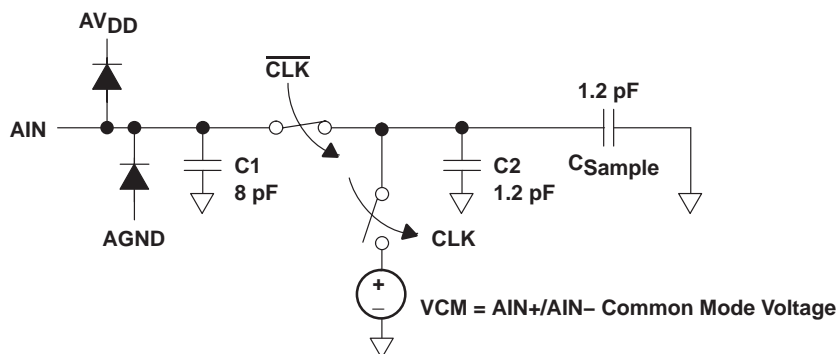 AVDD
CLK
1.2 pF
AIN
C1
8 pF
C2
1.2 pF
CSample
AGND
CLK
+
–
VCM = AIN+/AIN– Common Mode Voltage